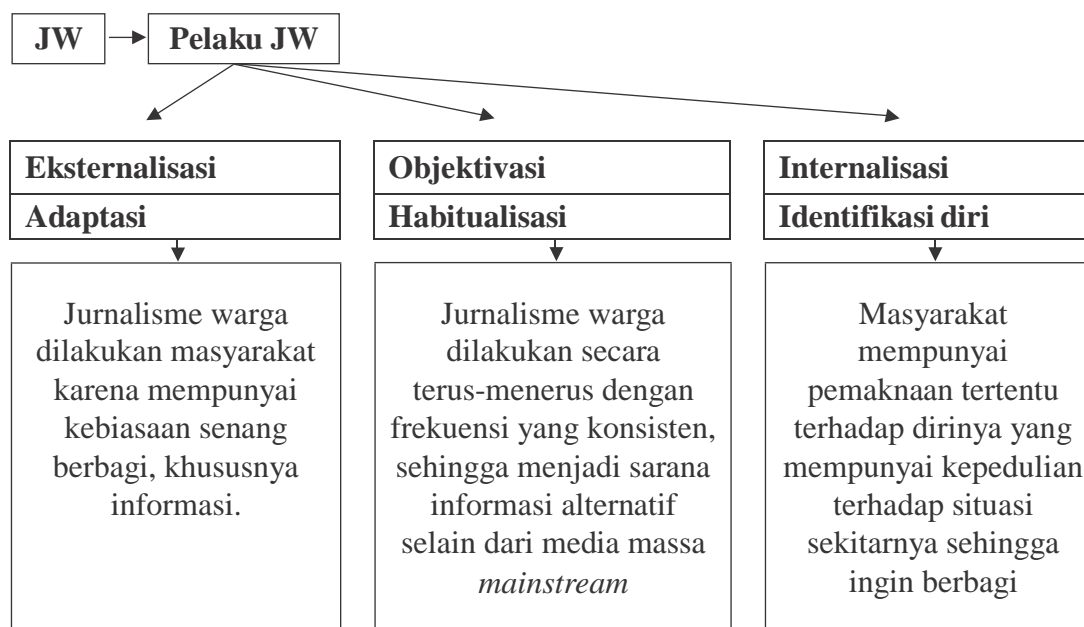 JW
Pelaku JW
Eksternalisasi
Adaptasi
Jurnalisme warga
dilakukan masyarakat
karena mempunyai
kebiasaan senang
berbagi, khususnya
informasi.
Objektivasi
Habitualisasi
Jurnalisme warga
dilakukan secara
terus-menerus dengan
frekuensi yang konsisten,
sehingga menjadi sarana
informasi alternatif
selain dari media massa
mainstream
Internalisasi
Identifikasi diri
Masyarakat
mempunyai
pemaknaan tertentu
terhadap dirinya yang
mempunyai kepedulian
terhadap situasi
sekitarnya sehingga
ingin berbagi